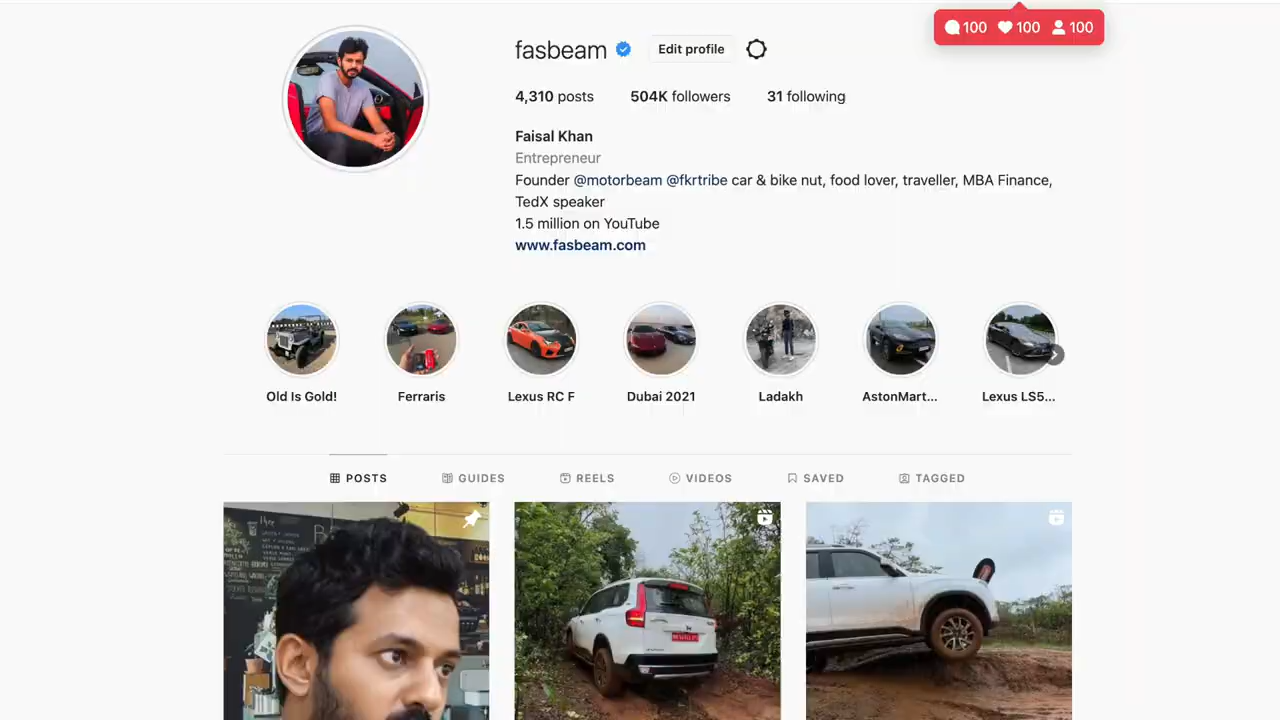 100 100 100
fasbeam Edit profile
4,310 posts 504K followers 31 following
Faisal Khan
Entrepreneur
Founder @motorbeam @fkrtribe car & bike nut, food lover, traveller, MBA Finance,
TedX speaker
1.5 million on YouTube
www.fasbeam.com
Old Is Gold! Ferraris Lexus RC F Dubai 2021 Ladakh AstonMart... Lexus LS5...
POSTS GUIDES REELS VIDEOS SAVED TAGGED